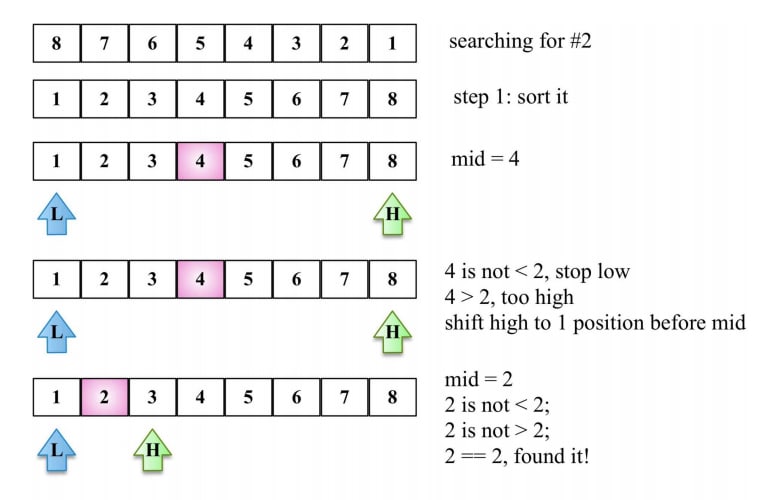 8 7 6 5 4 3 2 1 searching for #2
1 2 3 4 5 6 7 8 step 1: sort it
1 2 3 4 5 6 7 8 mid = 4
L H
1 2 3 4 5 6 7 8
4 is not < 2, stop low
4 > 2, too high
L H
shift high to 1 position before mid
1 2 3 4 5 6 7 8
mid = 2
2 is not < 2;
2 is not > 2;
L H
2 == 2, found it!